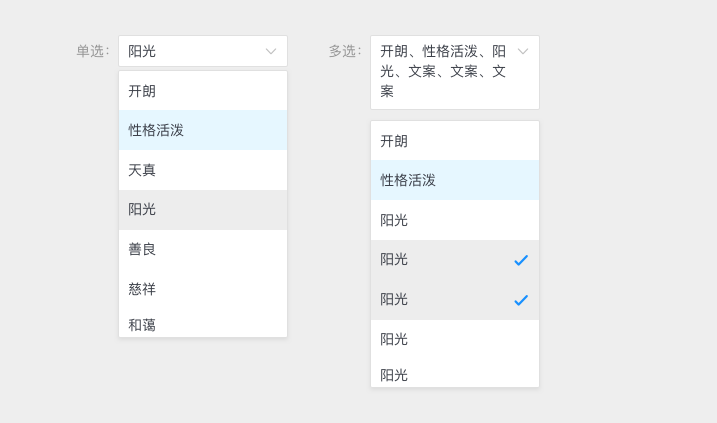 单选：
阳光
开朗
性格活泼
天真
阳光
善良
慈祥
和蔼
多选：
开朗、性格活泼、阳
光、文案、文案、文
案
开朗
性格活泼
阳光
阳光
阳光
阳光
阳光